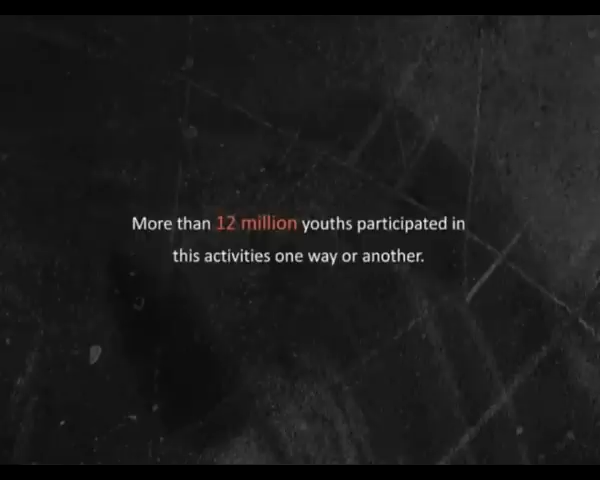 More than 12 million youths participated in
this activities one way or another.